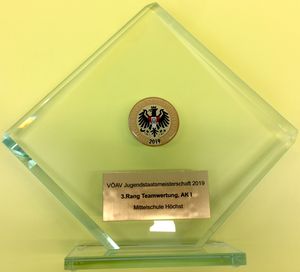 2019
VÖAV Jugendstaatsmeisterschaft 2019
3.Rang Teamwertung, AK I
Mittelschule Höchst